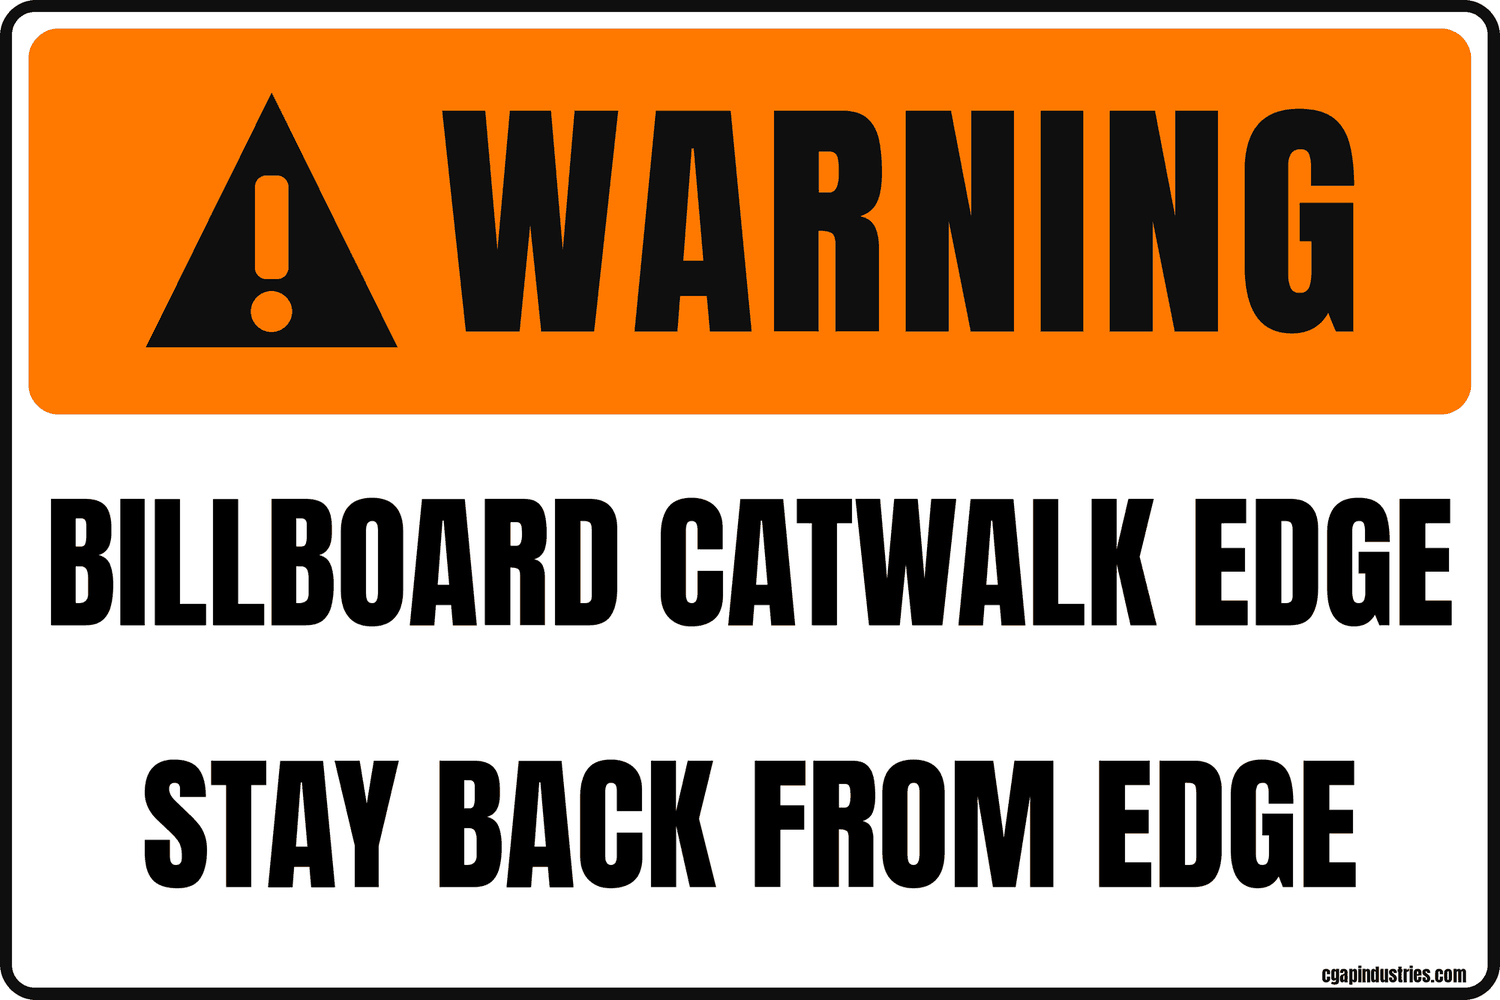 WARNING
BILLBOARD CATWALK EDGE
STAY BACK FROM EDGE
cgapindustries.com